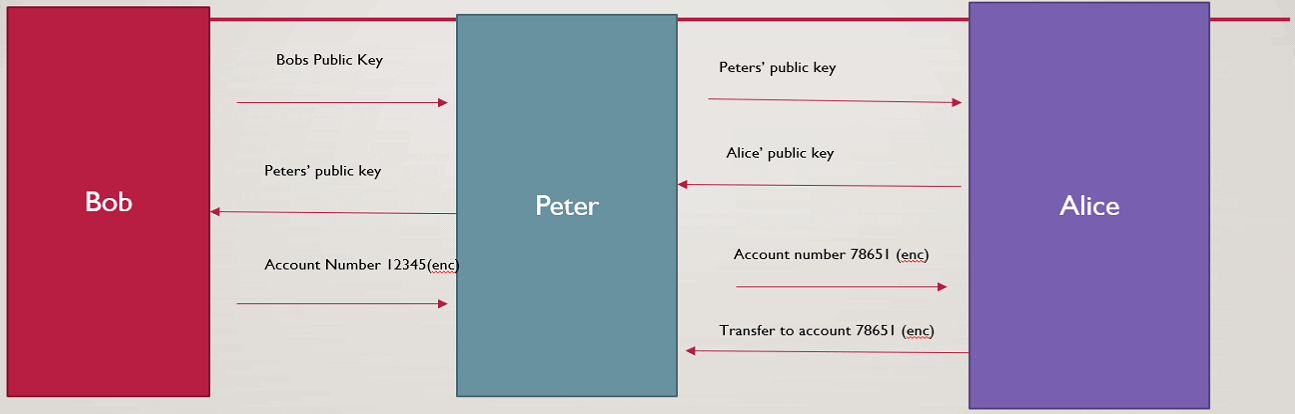 Bobs Public Key
Peters’ public key
Alice’ public key
Peters’ public key
Bob
Peter
Alice
Account number 78651 (enc)
Account Number 12345(enc)
Transfer to account 78651 (enc)